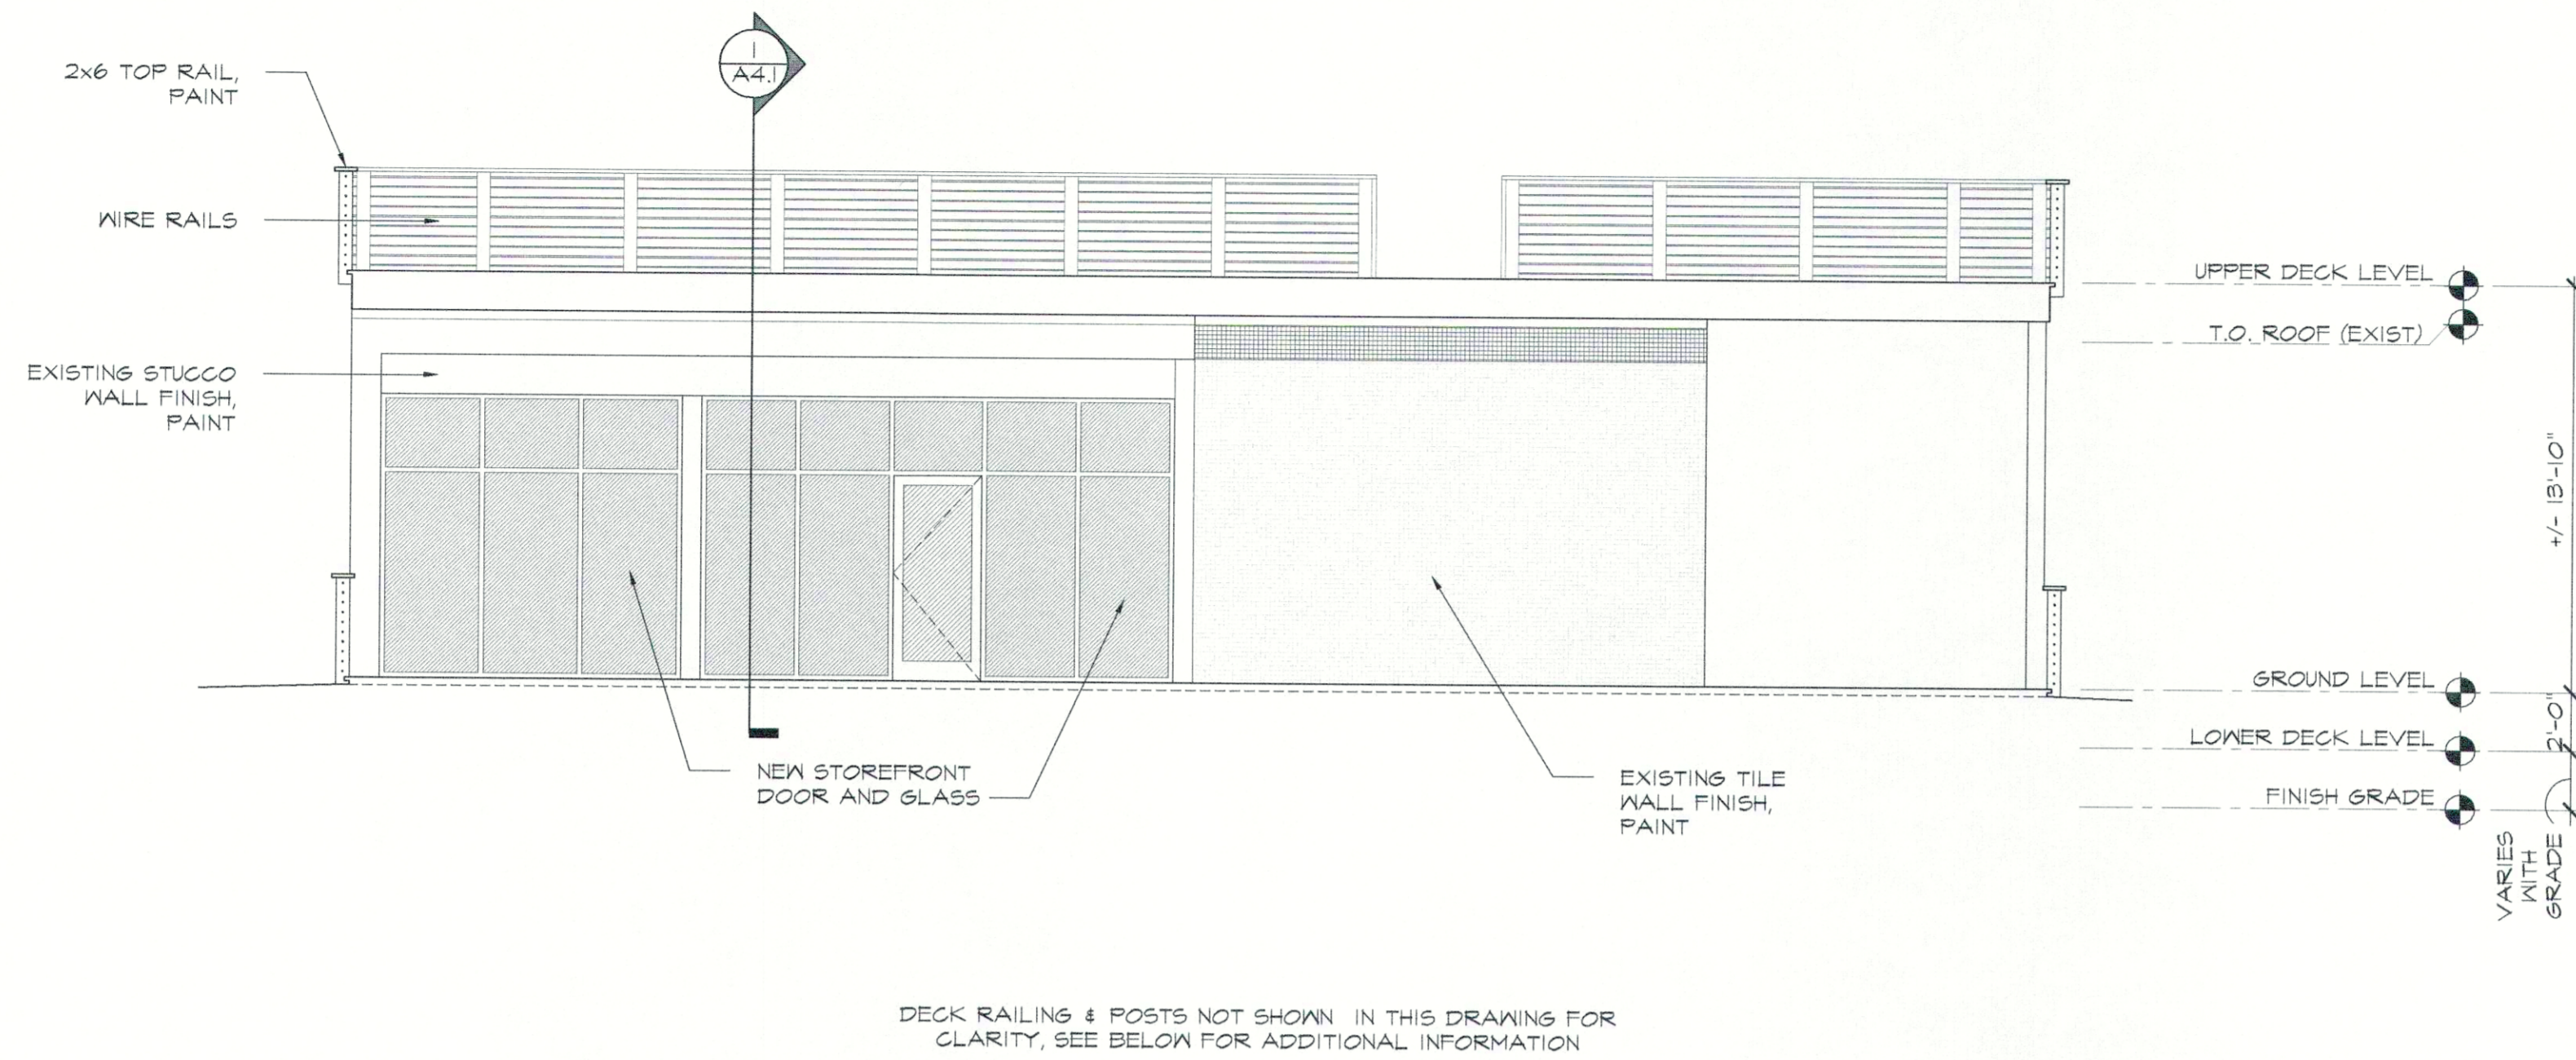 1
A4.1
2x6 TOP RAIL,
PAINT
WIRE RAILS
EXISTING STUCCO
WALL FINISH,
PAINT
UPPER DECK LEVEL
T.O. ROOF (EXIST)
+/- 13'-10"
GROUND LEVEL
2'-0"
LOWER DECK LEVEL
FINISH GRADE
VARIES
WITH
GRADE
NEW STOREFRONT
DOOR AND GLASS
EXISTING TILE
WALL FINISH,
PAINT
DECK RAILING & POSTS NOT SHOWN IN THIS DRAWING FOR
CLARITY, SEE BELOW FOR ADDITIONAL INFORMATION